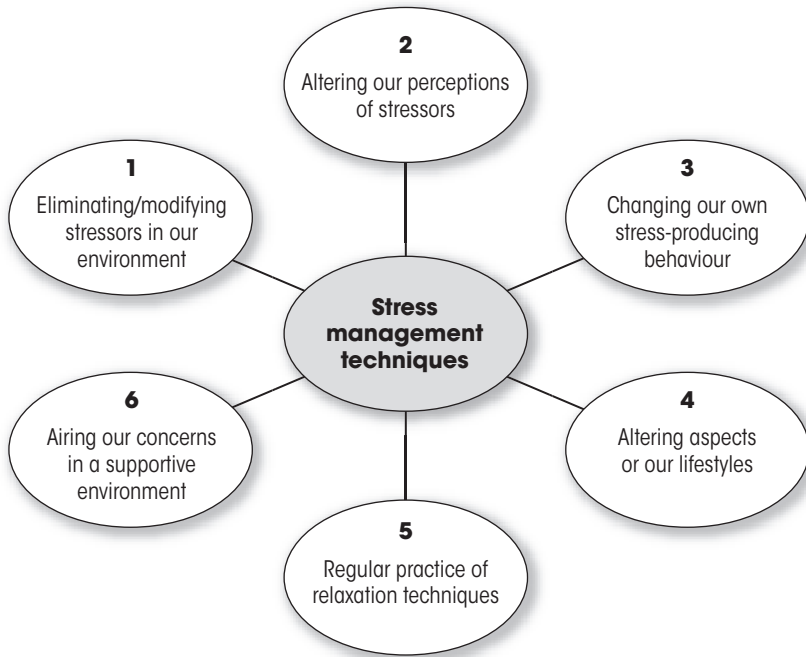 2
Altering our perceptions
of stressors
1
Eliminating/modifying
stressors in our
environment
3
Changing our own
stress-producing
behaviour
Stress
management
techniques
6
Airing our concerns
in a supportive
environment
4
Altering aspects
or our lifestyles
5
Regular practice of
relaxation techniques